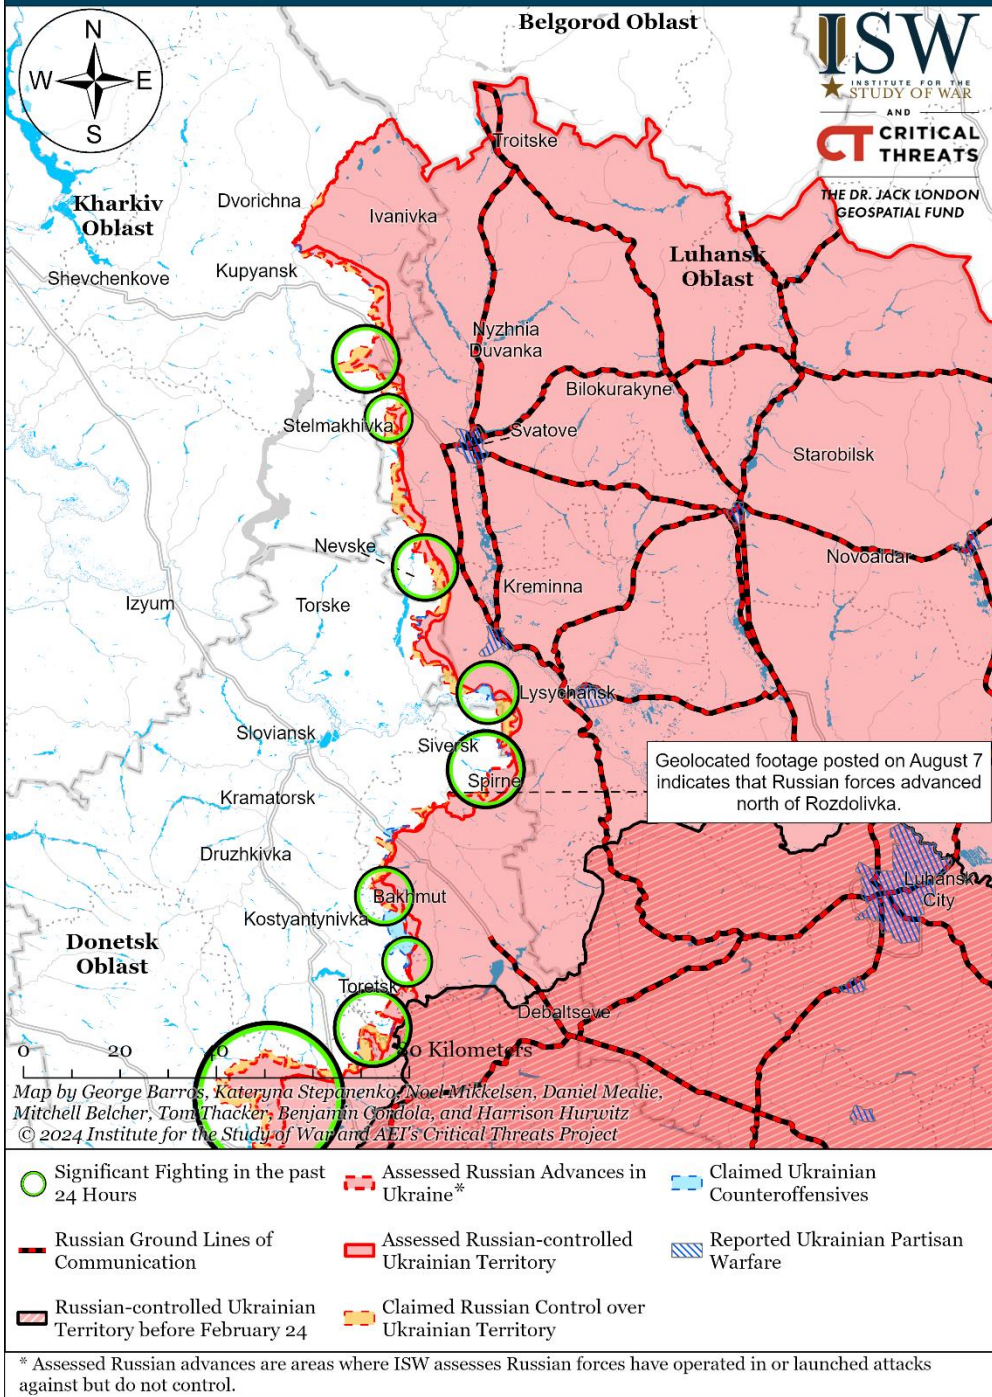 Belgorod Oblast
N
W E
S
ISW
INSTITUTE FOR THE
STUDY OF WAR
AND
CT CRITICAL
THREATS
THE DR. JACK LONDON
GEOSPATIAL FUND
Troitske
Kharkiv
Oblast
Dvorichna
Ivanivka
Luhansk
Oblast
Shevchenkove
Kupyansk
Nyzhnia
Duvanka
Bilokurakyne
Stelmakhivka
Svatove
Starobilsk
Nevske
Novoaldar
Kreminna
Izyum
Torske
Lysychansk
Sloviansk
Siversk
Spirne
Geolocated footage posted on August 7
indicates that Russian forces advanced
north of Rozdolivka.
Kramatorsk
Druzhkivka
Luhansk
City
Bakhmut
Kostyantynivka
Donetsk
Oblast
Toretsk
Debaltseve
0 20 40 80 Kilometers
Map by George Barros, Kateryna Stepanenko, Noel Mikkelsen, Daniel Mealie,
Mitchell Belcher, Tom Thacker, Benjamin Cordola, and Harrison Hurwitz
© 2024 Institute for the Study of War and AEI's Critical Threats Project
Significant Fighting in the past
24 Hours
Assessed Russian Advances in
Ukraine*
Claimed Ukrainian
Counteroffensives
Russian Ground Lines of
Communication
Assessed Russian-controlled
Ukrainian Territory
Reported Ukrainian Partisan
Warfare
Russian-controlled Ukrainian
Territory before February 24
Claimed Russian Control over
Ukrainian Territory
* Assessed Russian advances are areas where ISW assesses Russian forces have operated in or launched attacks
against but do not control.